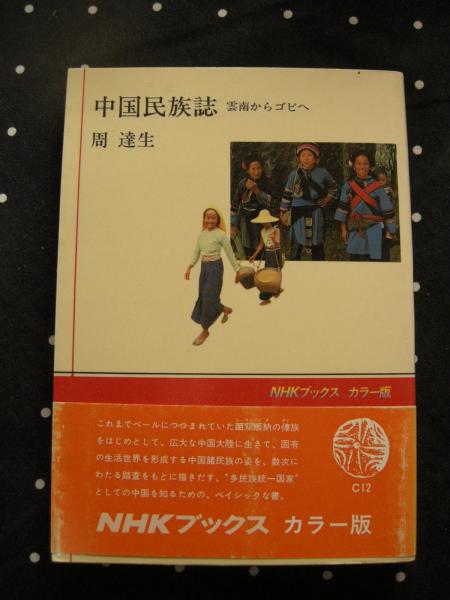 中国民族誌 雲南からゴビへ
周 達生
NHKブックス カラー版
これまでベールにつつまれていた西双版納の傣族
をはじめとして、広大な中国大陸に生きて、固有
の生活世界を形成する中国諸民族の姿を、数次に
わたる踏査をもとに描きだす、“多民族統一国家”
としての中国を知るための、ベイシックな書。
C12
NHKブックス カラー版